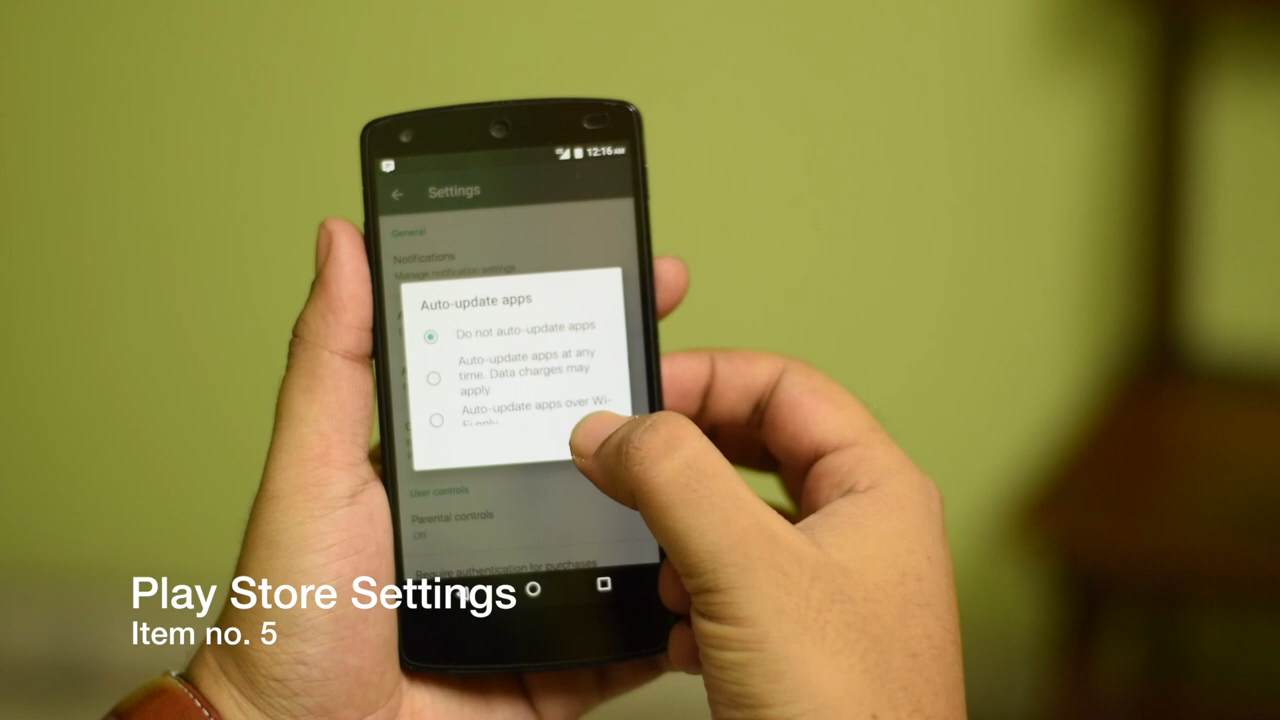 12:16 AM
Settings
General
Notifications
Manage notification settings
Auto-update apps
Do not auto-update apps
Auto-update apps at any
time. Data charges may
apply.
Auto-update apps over Wi-
Fi only
User controls
Parental controls
Off
Require authentication for purchases
Play Store Settings
Item no. 5